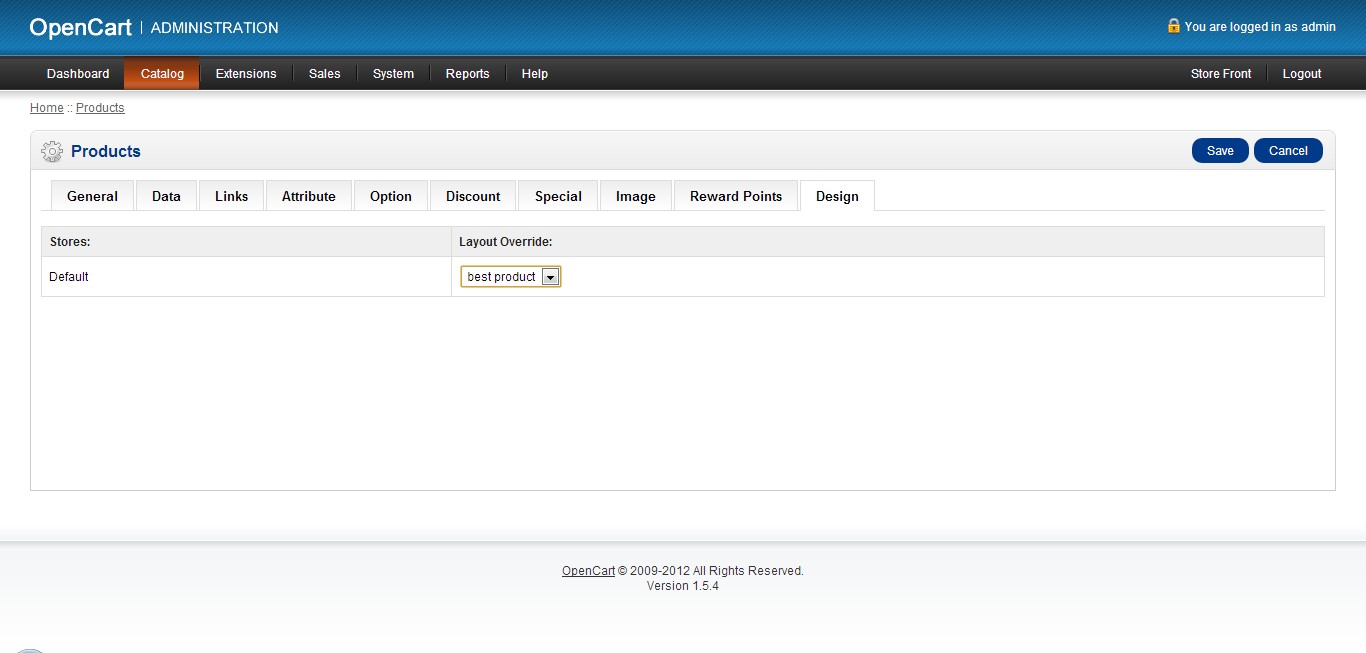 OpenCart | ADMINISTRATION
You are logged in as admin
Dashboard Catalog Extensions Sales System Reports Help Store Front Logout
Home :: Products
Products Save Cancel
General Data Links Attribute Option Discount Special Image Reward Points Design
Stores: Layout Override:
Default best product
OpenCart © 2009-2012 All Rights Reserved.
Version 1.5.4